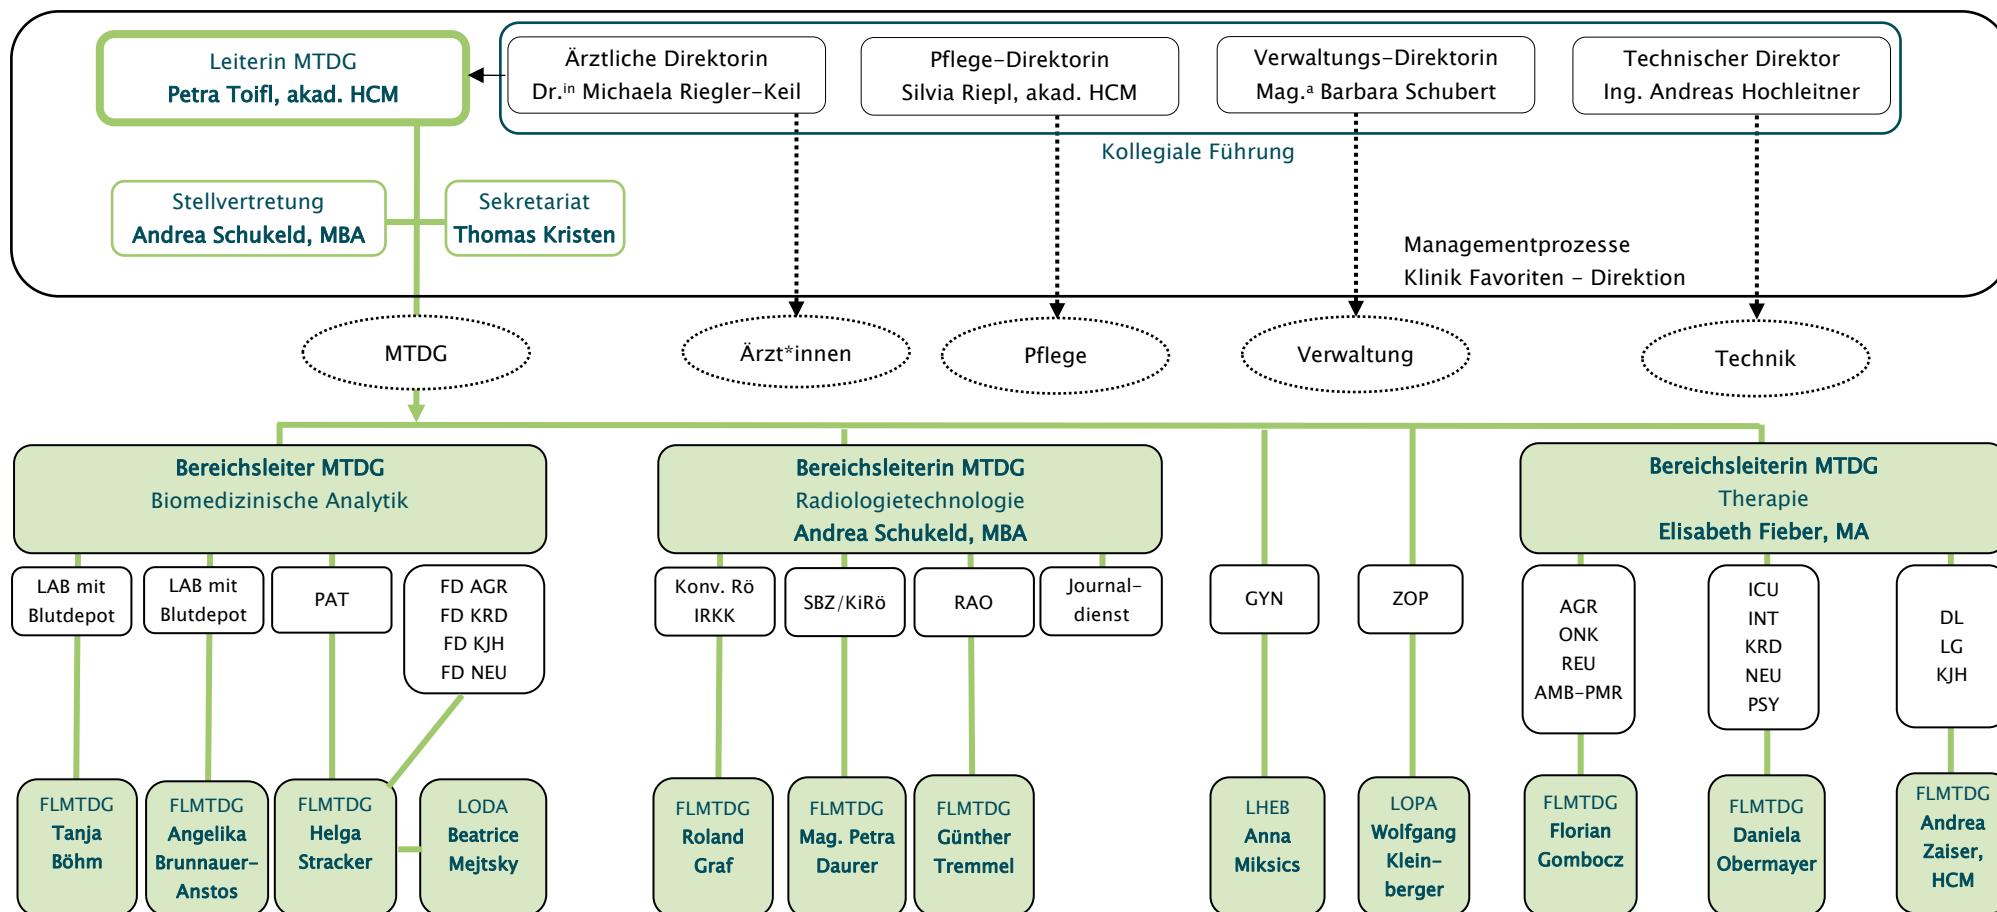 Leiterin MTDG
Petra Toifl, akad. HCM
Ärztliche Direktorin
Dr.ⁱⁿ Michaela Riegler-Keil
Pflege-Direktorin
Silvia Riepl, akad. HCM
Verwaltungs-Direktorin
Mag.ᵃ Barbara Schubert
Technischer Direktor
Ing. Andreas Hochleitner
Kollegiale Führung
Stellvertretung
Andrea Schukeld, MBA
Sekretariat
Thomas Kristen
Managementprozesse
Klinik Favoriten - Direktion
MTDG
Ärzt*innen
Pflege
Verwaltung
Technik
Bereichsleiter MTDG
Biomedizinische Analytik
Bereichsleiterin MTDG
Radiologietechnologie
Andrea Schukeld, MBA
Bereichsleiterin MTDG
Therapie
Elisabeth Fieber, MA
LAB mit
Blutdepot
LAB mit
Blutdepot
PAT
FD AGR
FD KRD
FD KJH
FD NEU
Konv. Rö
IRKK
SBZ/KiRö
RAO
Journal-
dienst
GYN
ZOP
AGR
ONK
REU
AMB-PMR
ICU
INT
KRD
NEU
PSY
DL
LG
KJH
FLMTDG
Tanja
Böhm
FLMTDG
Angelika
Brunnauer-
Anstos
FLMTDG
Helga
Stracker
LODA
Beatrice
Mejtsky
FLMTDG
Roland
Graf
FLMTDG
Mag. Petra
Daurer
FLMTDG
Günther
Tremmel
LHEB
Anna
Miksics
LOPA
Wolfgang
Klein-
berger
FLMTDG
Florian
Gombocz
FLMTDG
Daniela
Obermayer
FLMTDG
Andrea
Zaiser,
HCM